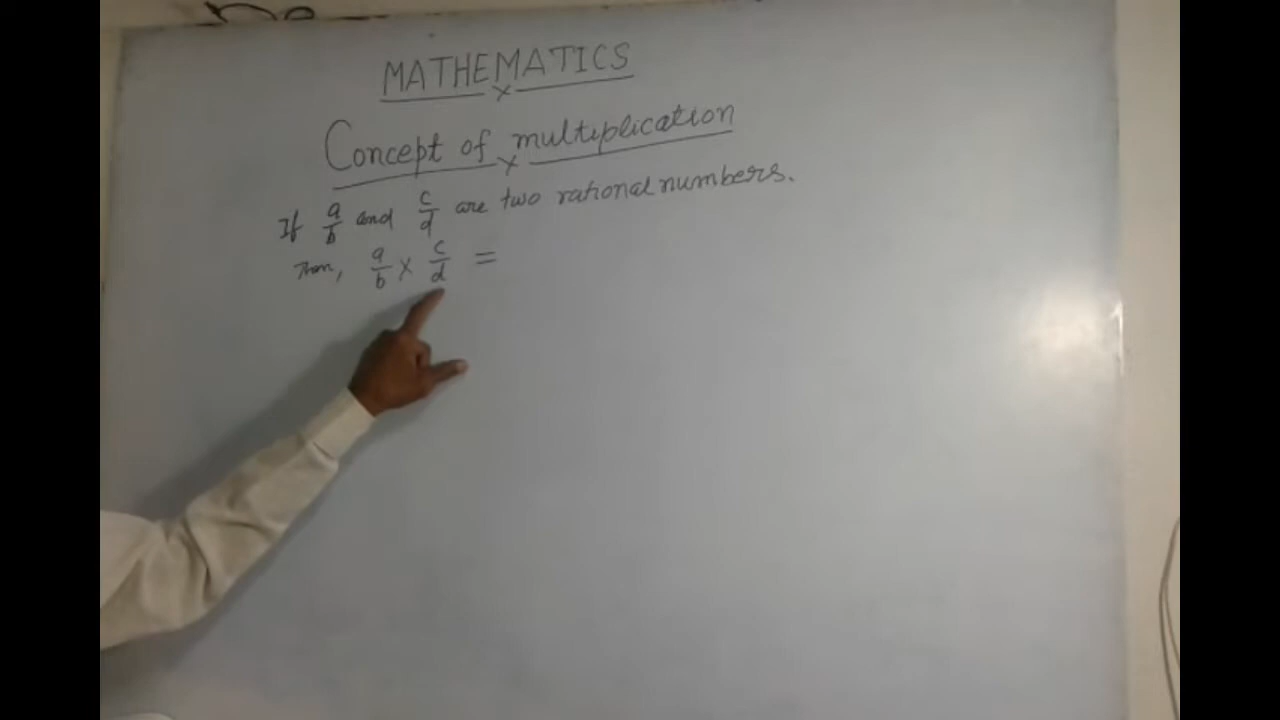 MATHEMATICS
Concept of multiplication
If a/b and c/d are two rational numbers.
Then, a/b × c/d =